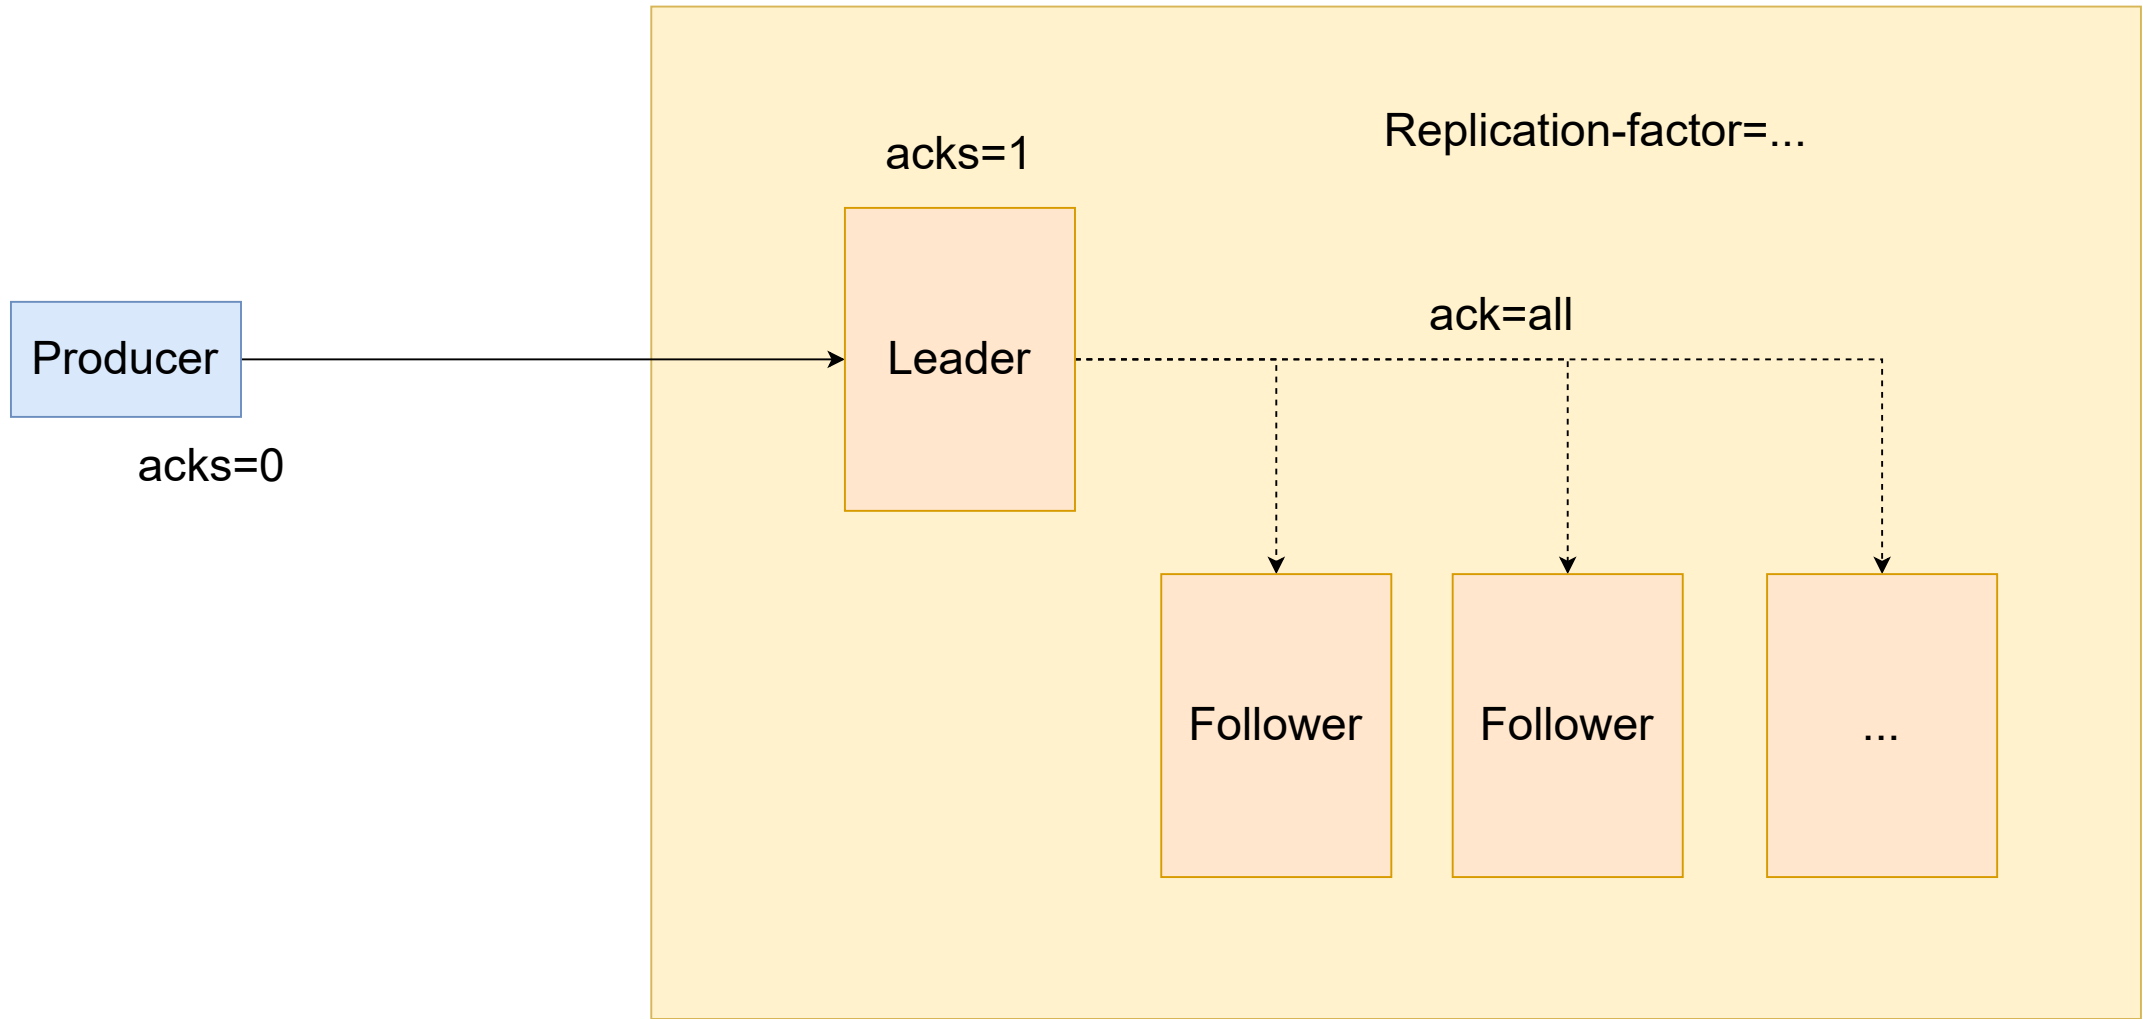 Replication-factor=...
acks=1
ack=all
Producer
Leader
acks=0
Follower
Follower
...